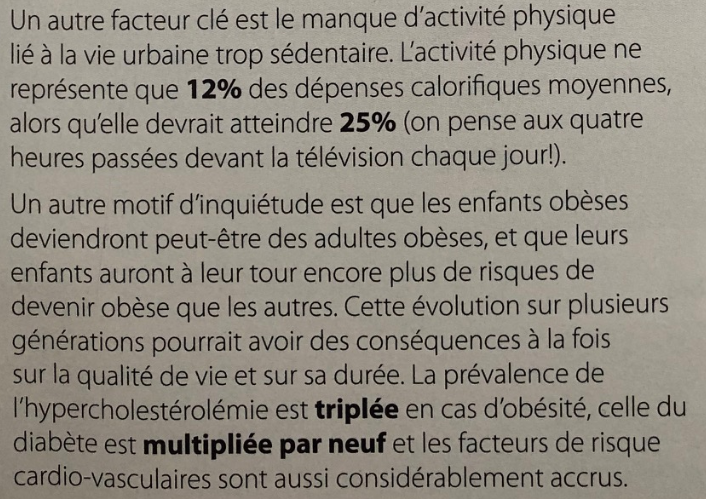 Un autre facteur clé est le manque d'activité physique
lié à la vie urbaine trop sédentaire. L'activité physique ne
représente que 12% des dépenses calorifiques moyennes,
alors qu'elle devrait atteindre 25% (on pense aux quatre
heures passées devant la télévision chaque jour!).
Un autre motif d'inquiétude est que les enfants obèses
deviendront peut-être des adultes obèses, et que leurs
enfants auront à leur tour encore plus de risques de
devenir obèse que les autres. Cette évolution sur plusieurs
générations pourrait avoir des conséquences à la fois
sur la qualité de vie et sur sa durée. La prévalence de
l'hypercholestérolémie est triplée en cas d'obésité, celle du
diabète est multipliée par neuf et les facteurs de risque
cardio-vasculaires sont aussi considérablement accrus.